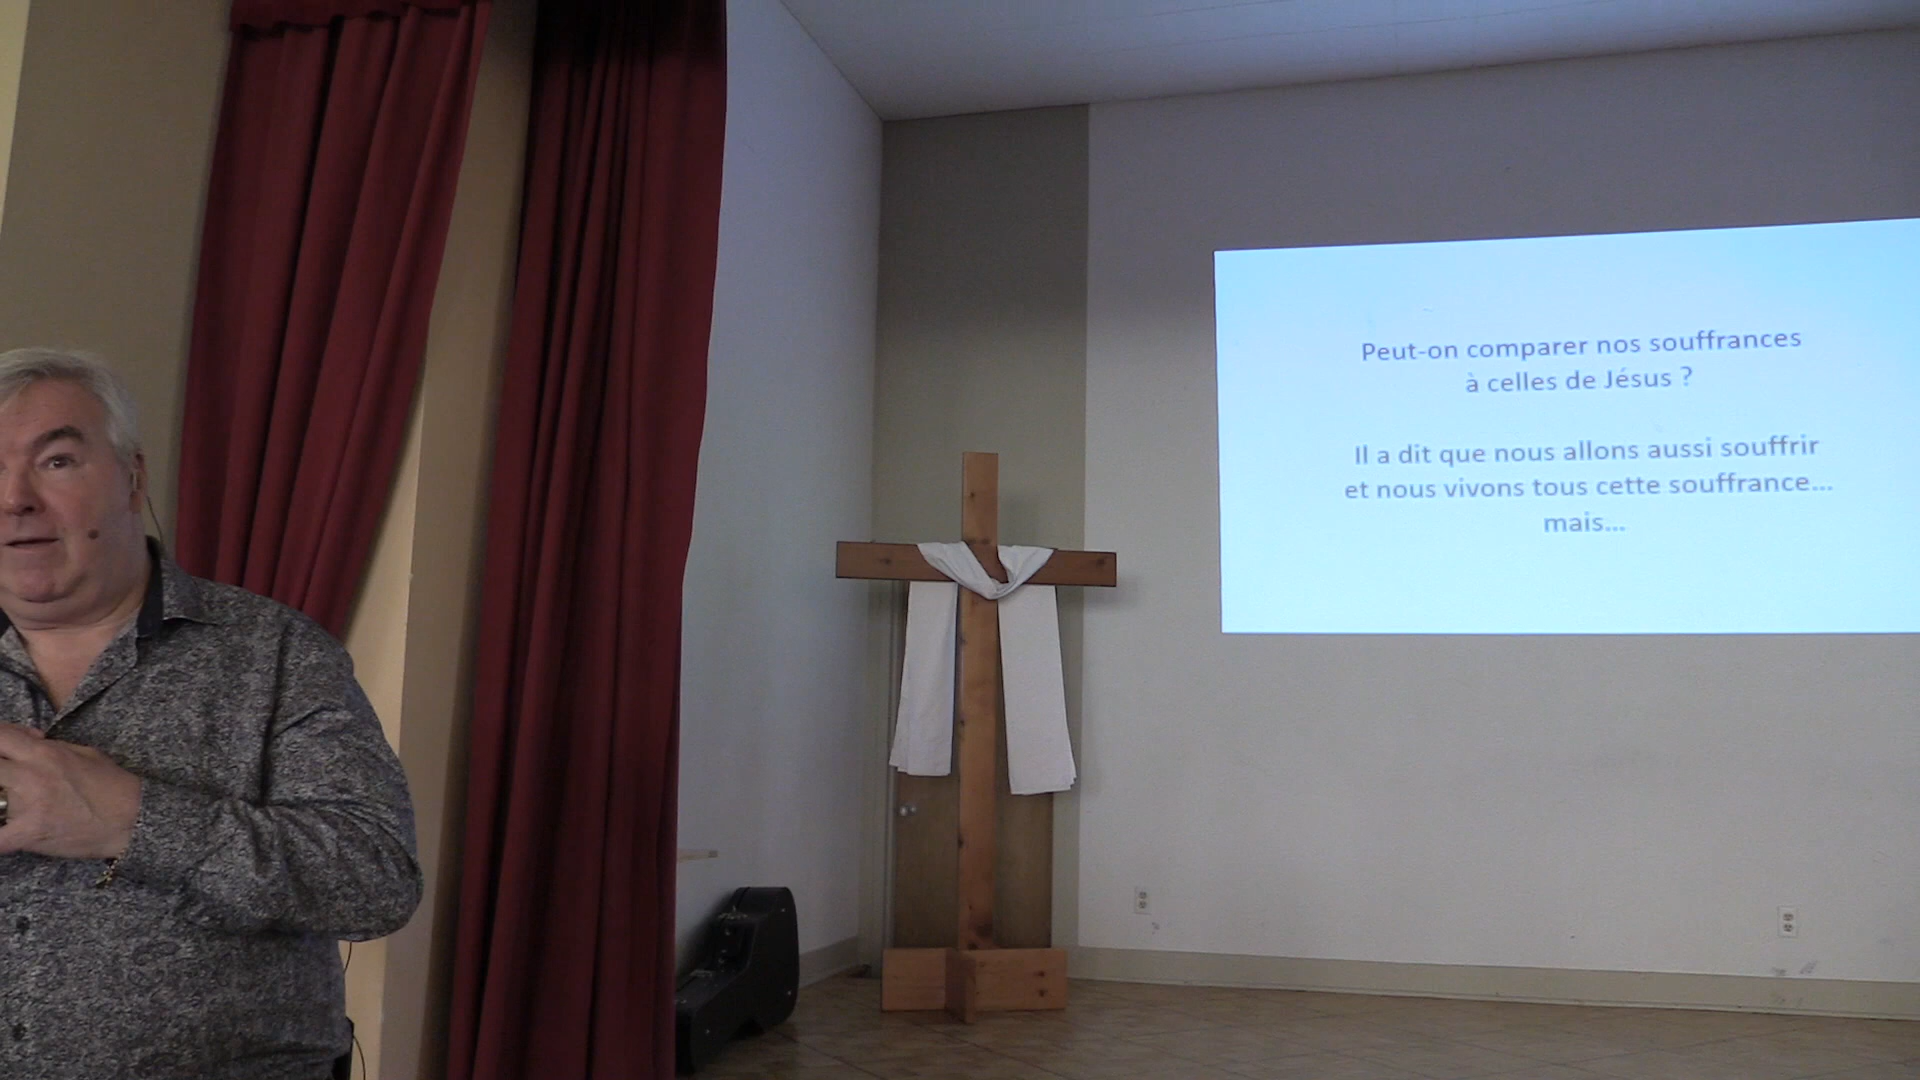 Peut-on comparer nos souffrances
à celles de Jésus ?
Il a dit que nous allons aussi souffrir
et nous vivons tous cette souffrance...
mais...